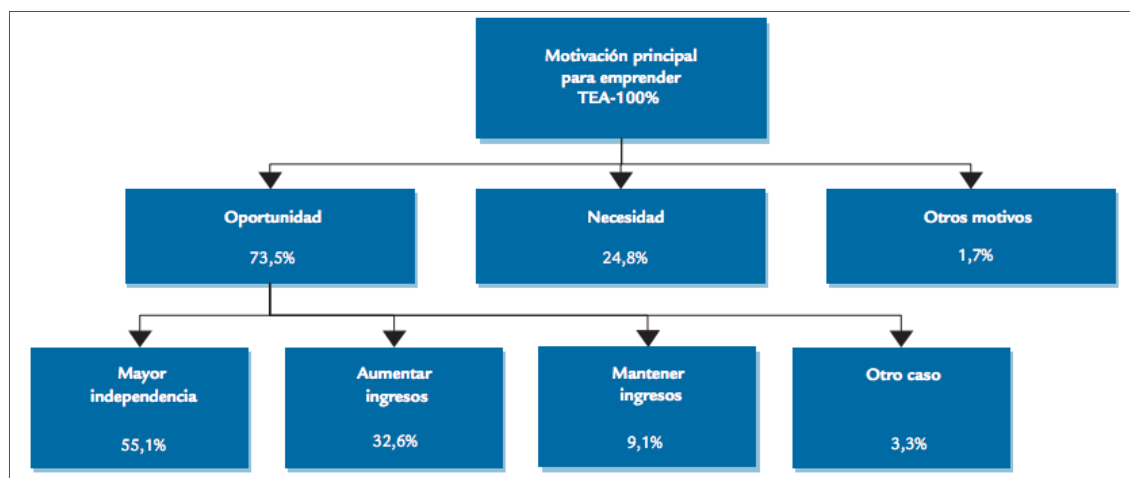 Motivación principal
para emprender
TEA-100%
Oportunidad
73,5%
Necesidad
24,8%
Otros motivos
1,7%
Mayor
independencia
55,1%
Aumentar
ingresos
32,6%
Mantener
ingresos
9,1%
Otro caso
3,3%